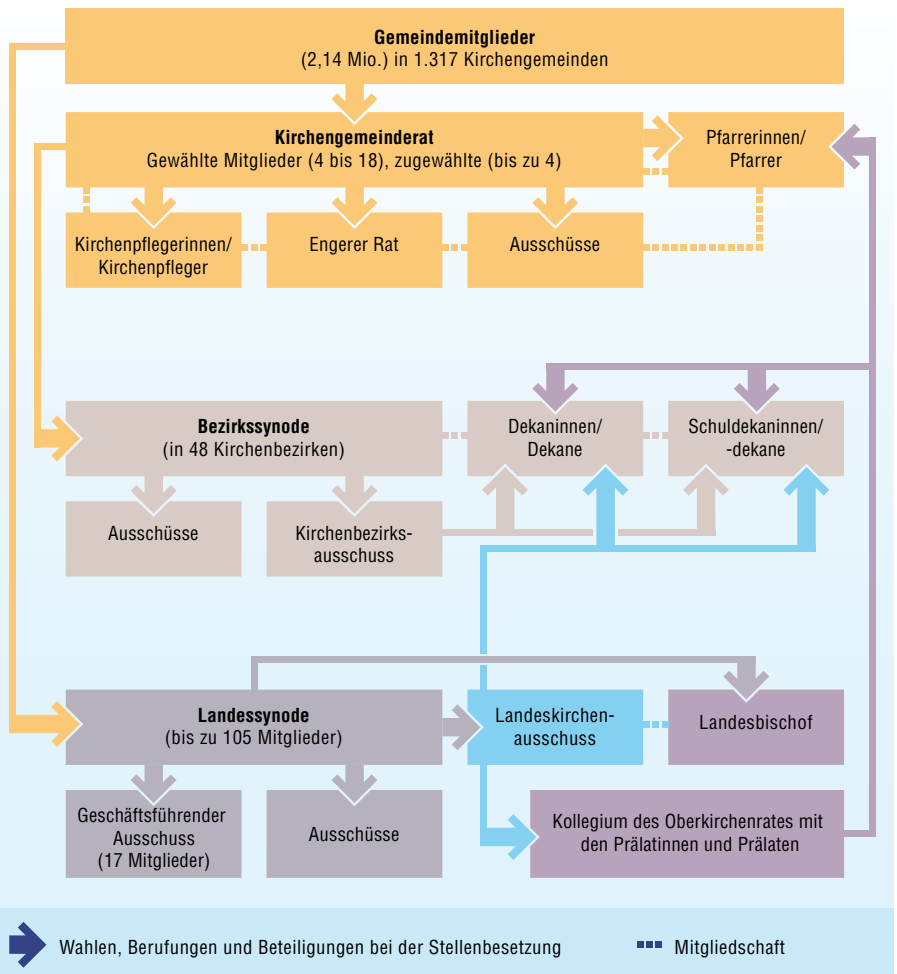 Gemeindemitglieder
(2,14 Mio.) in 1.317 Kirchengemeinden
Kirchengemeinderat
Gewählte Mitglieder (4 bis 18), zugewählte (bis zu 4)
Pfarrerinnen/
Pfarrer
Kirchenpflegerinnen/
Kirchenpfleger
Engerer Rat
Ausschüsse
Bezirkssynode
(in 48 Kirchenbezirken)
Dekaninnen/
Dekane
Schuldekaninnen/
-dekane
Ausschüsse
Kirchenbezirks-
ausschuss
Landessynode
(bis zu 105 Mitglieder)
Landeskirchen-
ausschuss
Landesbischof
Geschäftsführender
Ausschuss
(17 Mitglieder)
Ausschüsse
Kollegium des Oberkirchenrates mit
den Prälatinnen und Prälaten
Wahlen, Berufungen und Beteiligungen bei der Stellenbesetzung
Mitgliedschaft